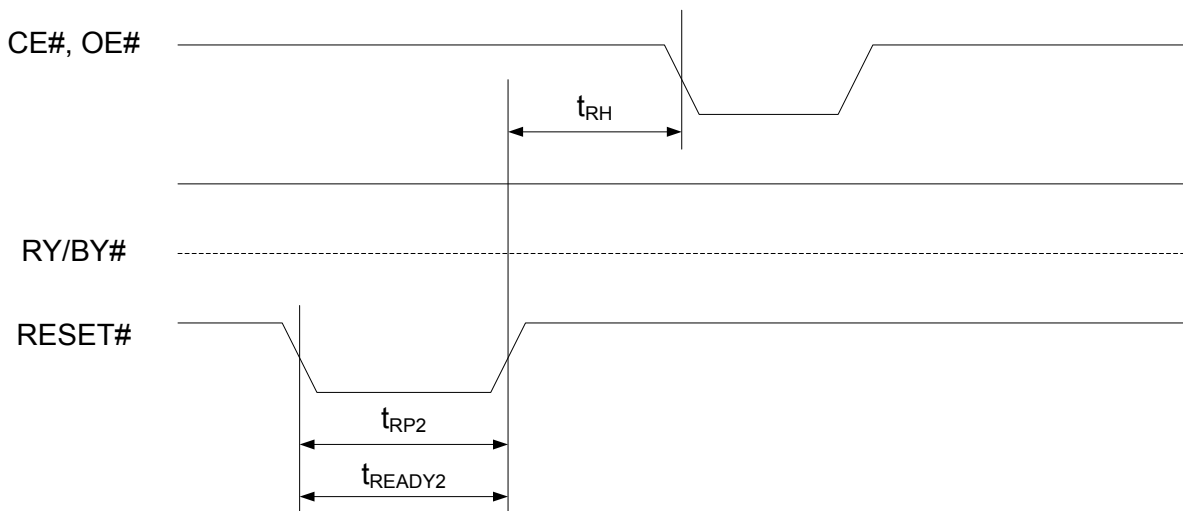 CE#, OE#
tRH
RY/BY#
RESET#
tRP2
tREADY2